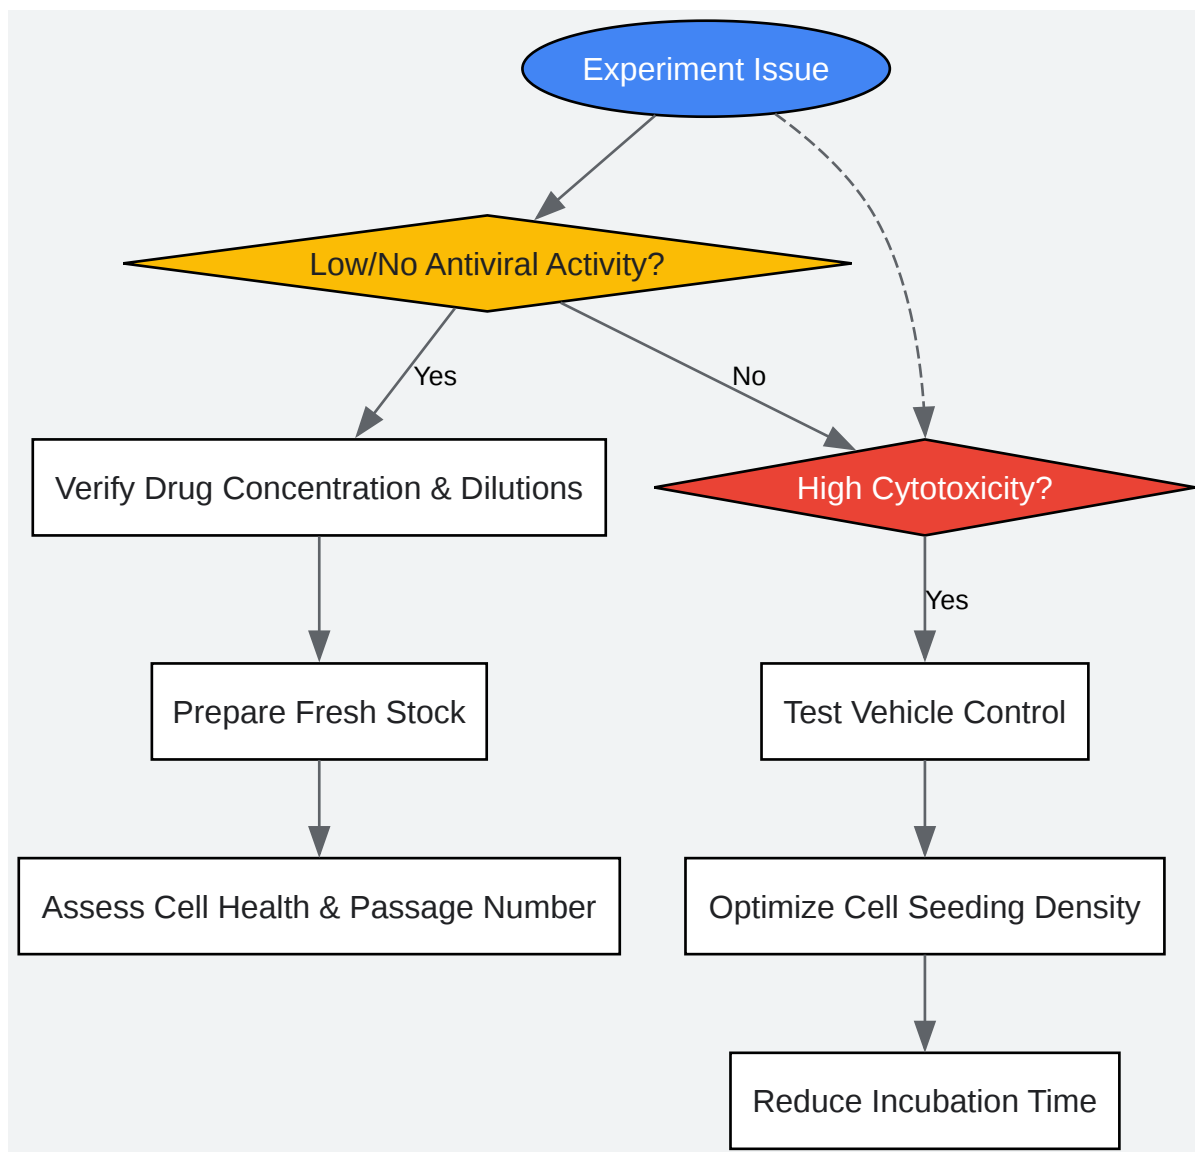 Experiment Issue
Low/No Antiviral Activity?
Yes
No
Verify Drug Concentration & Dilutions
High Cytotoxicity?
Yes
Prepare Fresh Stock
Test Vehicle Control
Assess Cell Health & Passage Number
Optimize Cell Seeding Density
Reduce Incubation Time